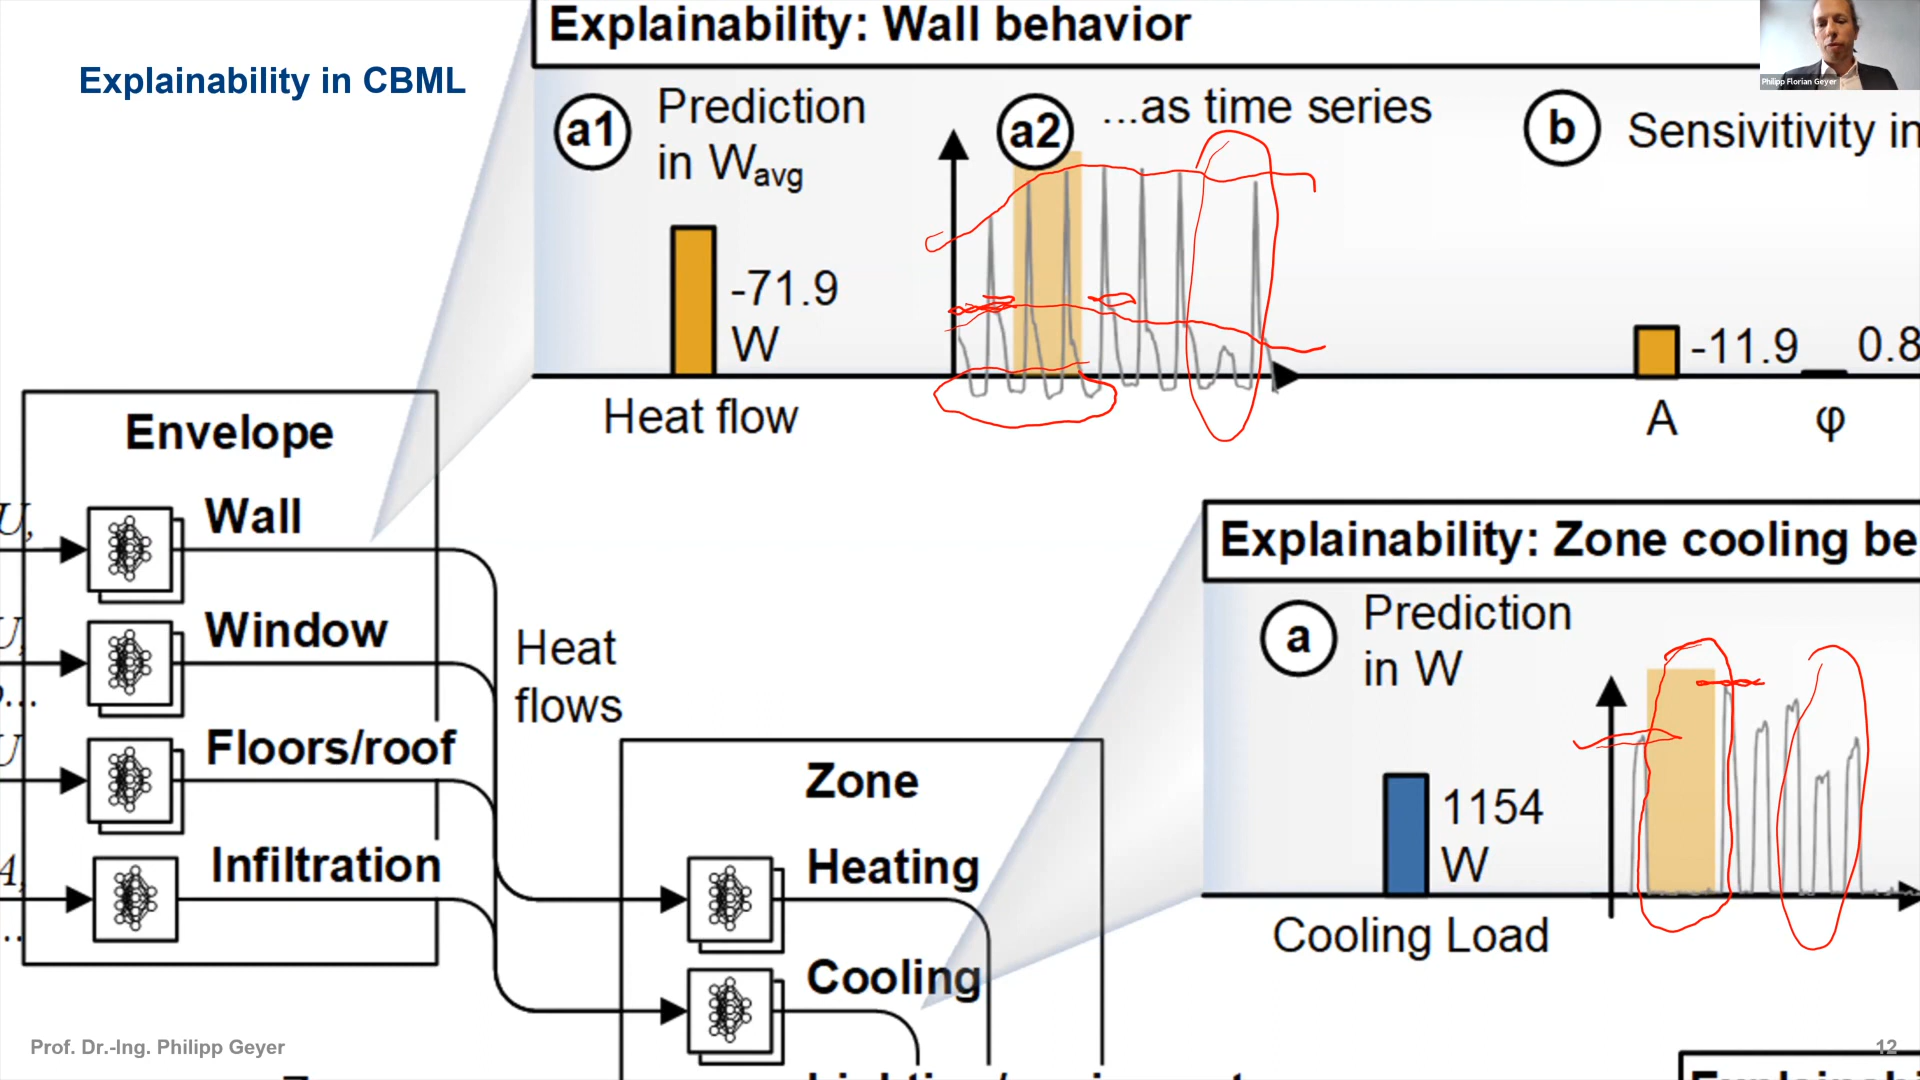 Explainability: Wall behavior
Explainability in CBML
Philipp Florian Geyer
a1
Prediction
in Wavg
a2
...as time series
b
Sensivitivity in
-71.9
W
-11.9
0.8
Heat flow
A
φ
Envelope
U,
Wall
Explainability: Zone cooling be
U,
Window
Heat
flows
a
Prediction
in W
U
Floors/roof
Zone
1154
W
A,
Infiltration
Heating
Cooling Load
Cooling
Prof. Dr.-Ing. Philipp Geyer
12